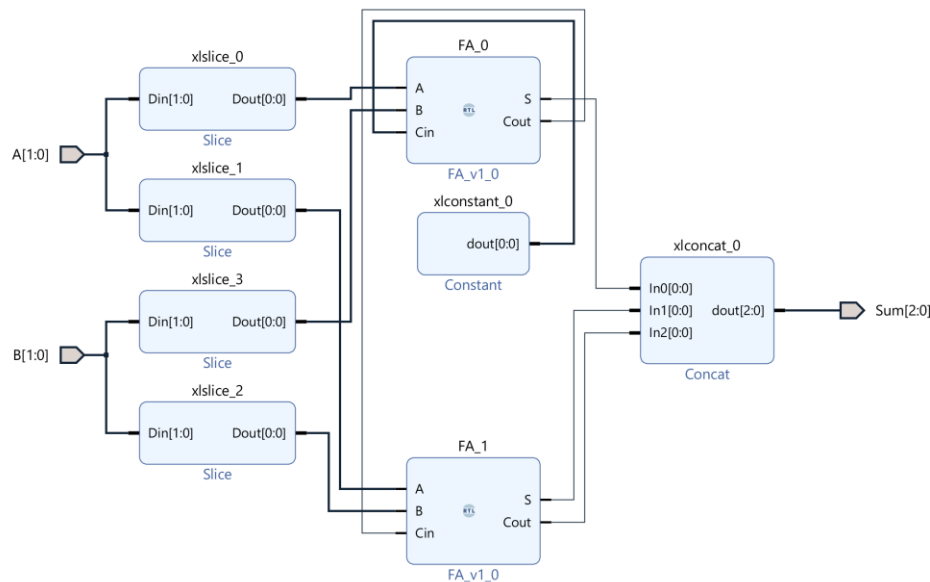 A[1:0]
B[1:0]
xlslice_0
Din[1:0] Dout[0:0]
Slice
xlslice_1
Din[1:0] Dout[0:0]
Slice
xlslice_3
Din[1:0] Dout[0:0]
Slice
xlslice_2
Din[1:0] Dout[0:0]
Slice
FA_0
A
B
Cin
RTL
S
Cout
FA_v1_0
xlconstant_0
dout[0:0]
Constant
FA_1
A
B
Cin
RTL
S
Cout
FA_v1_0
xlconcat_0
In0[0:0]
In1[0:0]
In2[0:0]
dout[2:0]
Concat
Sum[2:0]